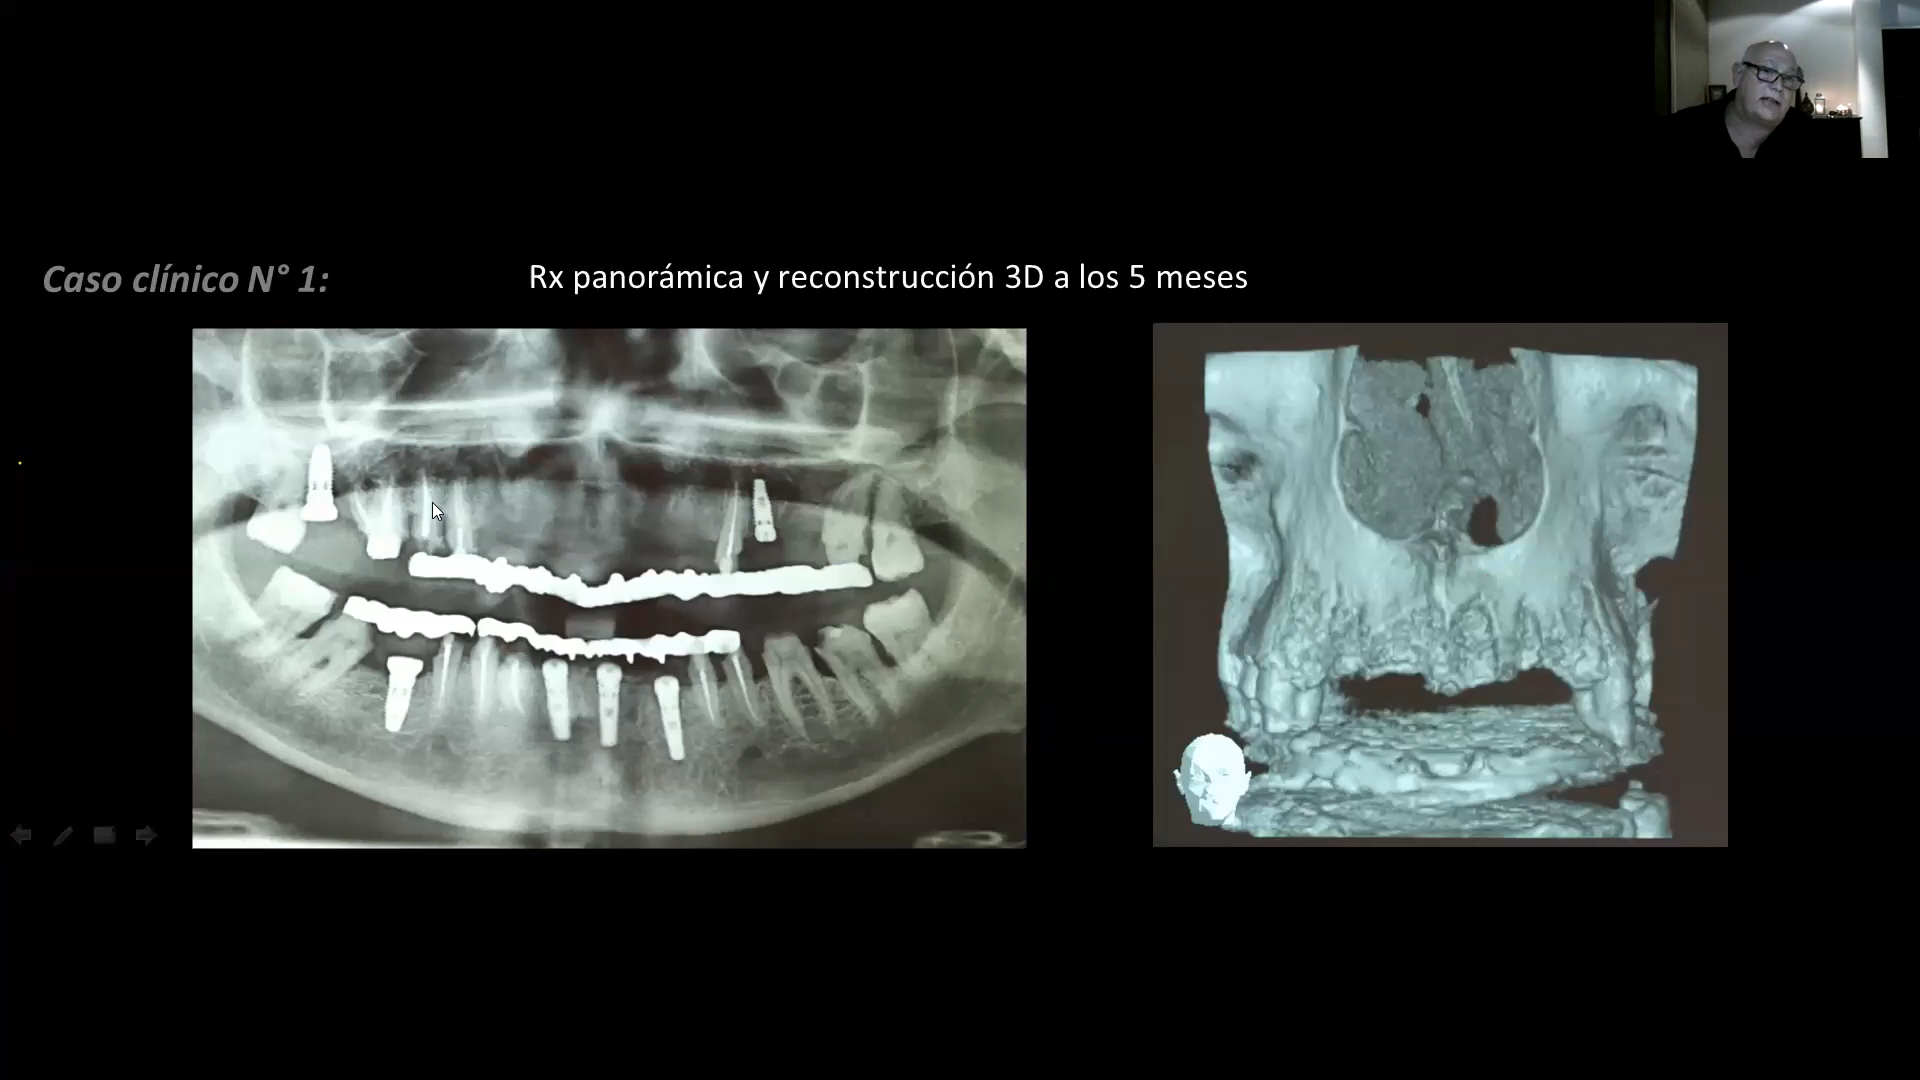 Caso clínico N° 1:
Rx panorámica y reconstrucción 3D a los 5 meses